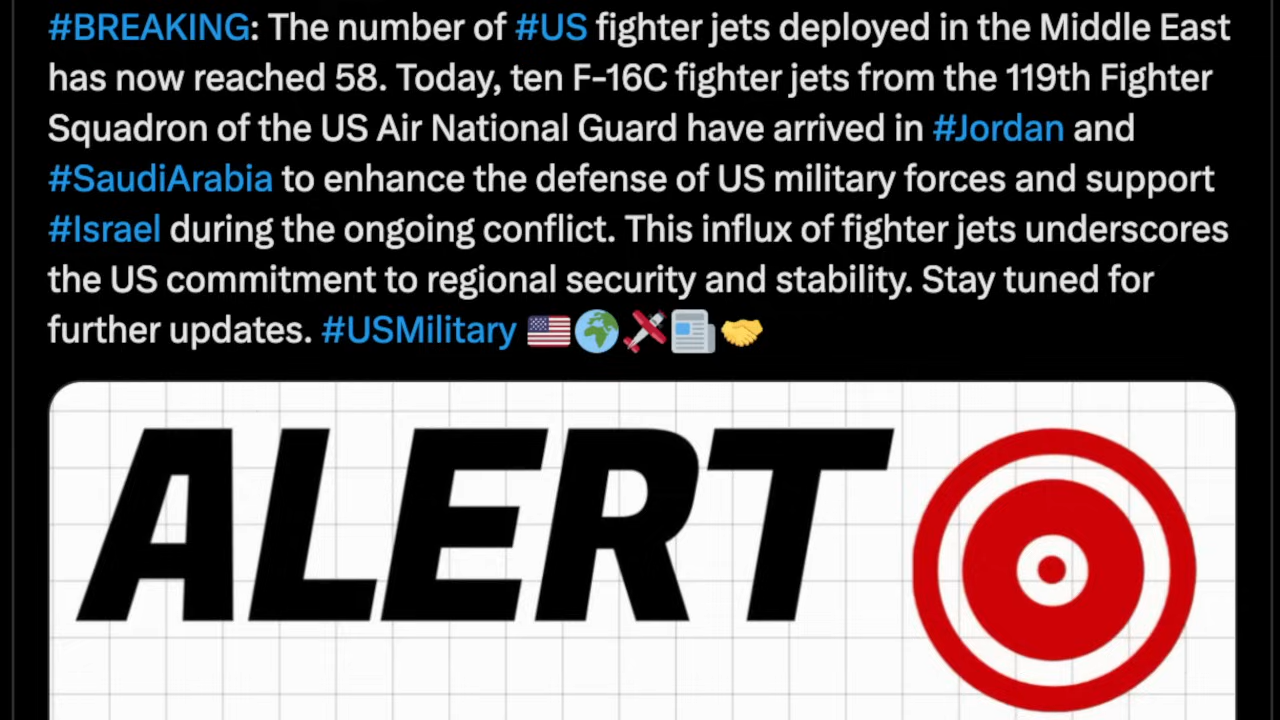 #BREAKING: The number of #US fighter jets deployed in the Middle East
has now reached 58. Today, ten F-16C fighter jets from the 119th Fighter
Squadron of the US Air National Guard have arrived in #Jordan and
#SaudiArabia to enhance the defense of US military forces and support
#Israel during the ongoing conflict. This influx of fighter jets underscores
the US commitment to regional security and stability. Stay tuned for
further updates. #USMilitary 🇺🇸🌍🛩️📰🤝
ALERT